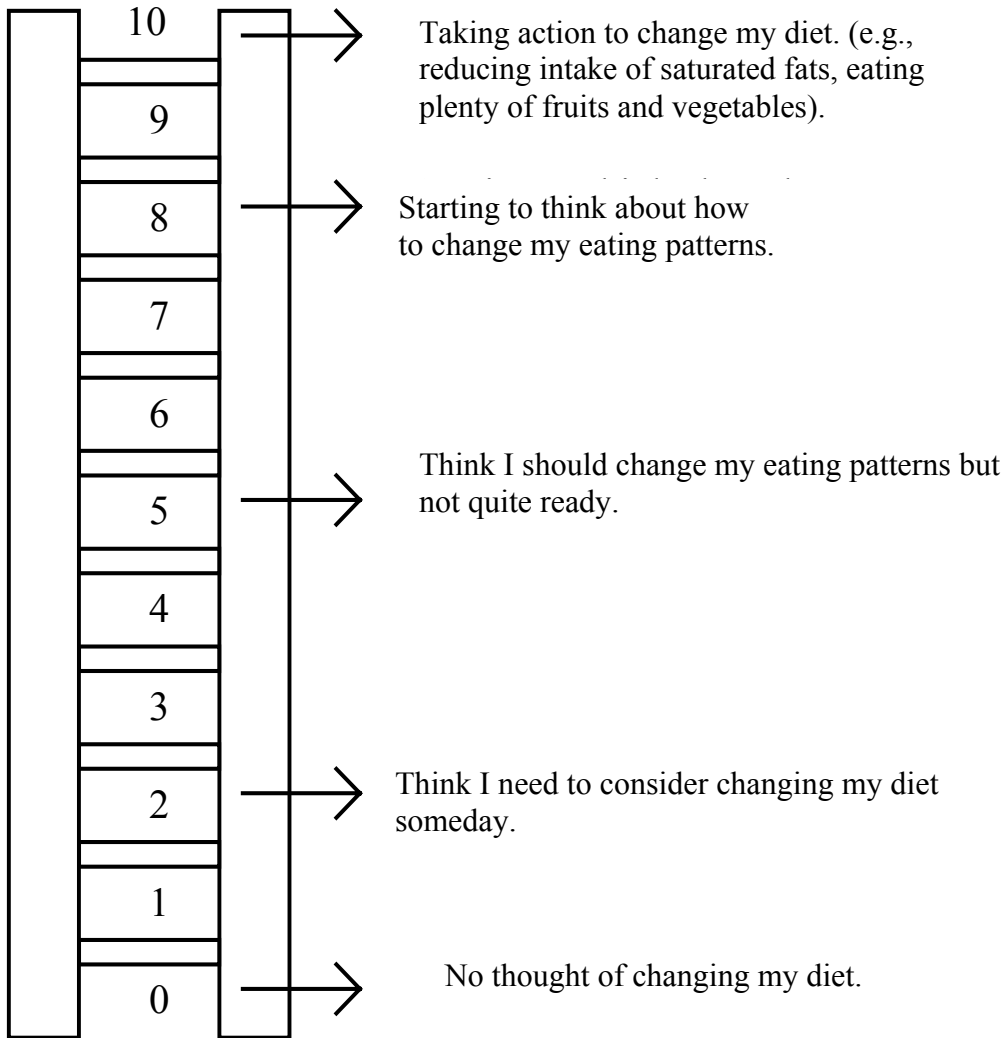 10
Taking action to change my diet. (e.g.,
reducing intake of saturated fats, eating
plenty of fruits and vegetables).
9
8
Starting to think about how
to change my eating patterns.
7
6
Think I should change my eating patterns but
not quite ready.
5
4
3
2
Think I need to consider changing my diet
someday.
1
0
No thought of changing my diet.